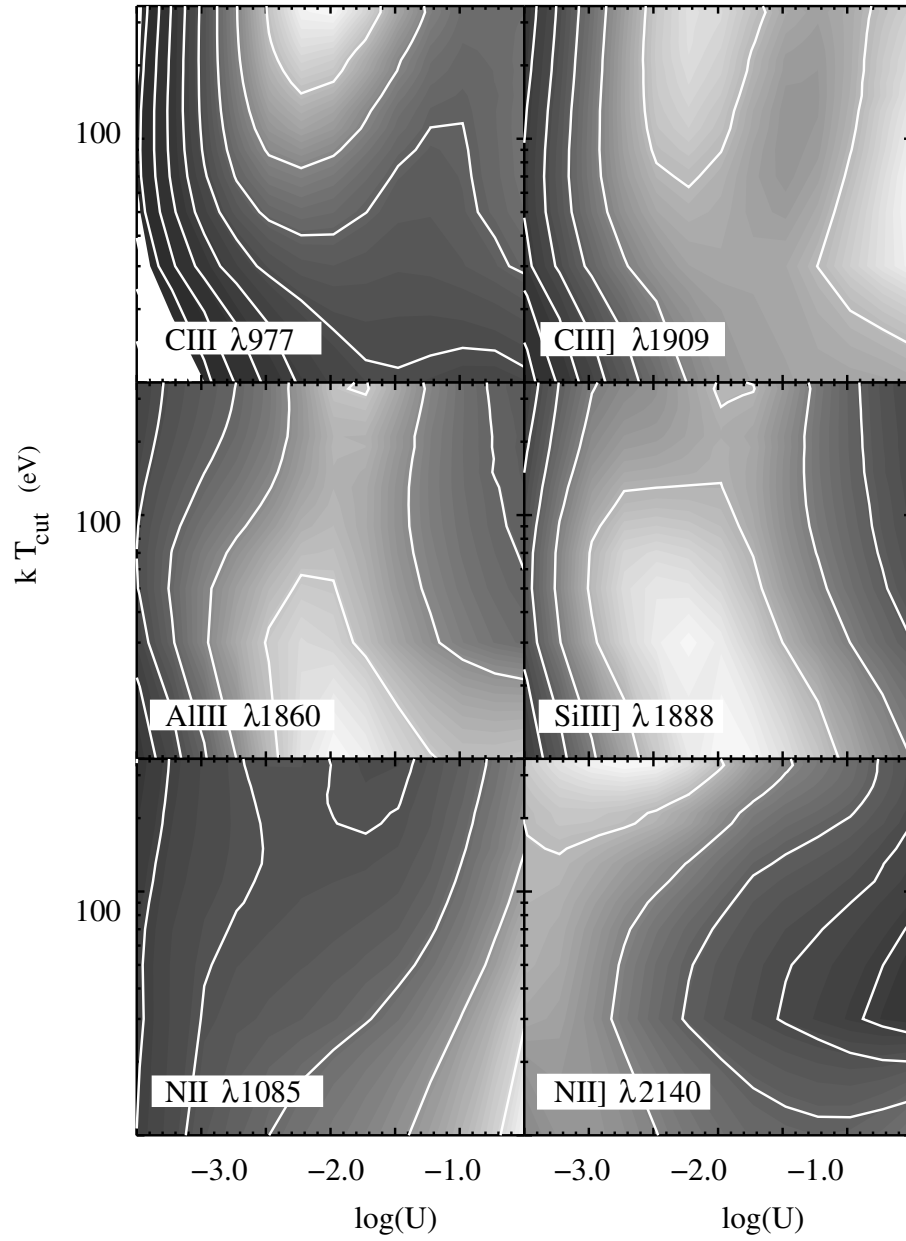 100
CIII λ977
CIII] λ1909
k T_cut (eV)
100
AlIII λ1860
SiIII] λ1888
100
NII λ1085
NII] λ2140
−3.0 −2.0 −1.0 −3.0 −2.0 −1.0
log(U) log(U)